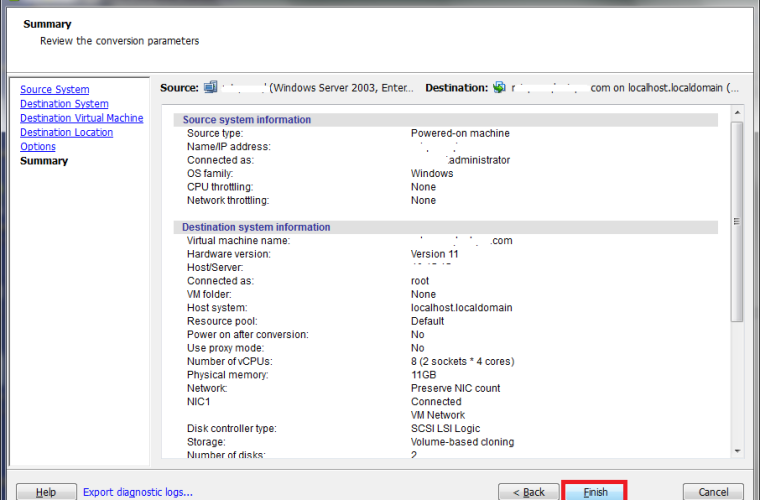 Summary
Review the conversion parameters
Source System
Destination System
Destination Virtual Machine
Destination Location
Options
Summary
Source: (Windows Server 2003, Enter... Destination: com on localhost.localdomain (...
Source system information
Source type: Powered-on machine
Name/IP address:
Connected as: administrator
OS family: Windows
CPU throttling: None
Network throttling: None
Destination system information
Virtual machine name: .com
Hardware version: Version 11
Host/Server:
Connected as: root
VM folder: None
Host system: localhost.localdomain
Resource pool: Default
Power on after conversion: No
Use proxy mode: No
Number of vCPUs: 8 (2 sockets * 4 cores)
Physical memory: 11GB
Network: Preserve NIC count
NIC1 Connected
VM Network
Disk controller type: SCSI LSI Logic
Storage: Volume-based cloning
Number of disks: 2
Help Export diagnostic logs... < Back Finish Cancel